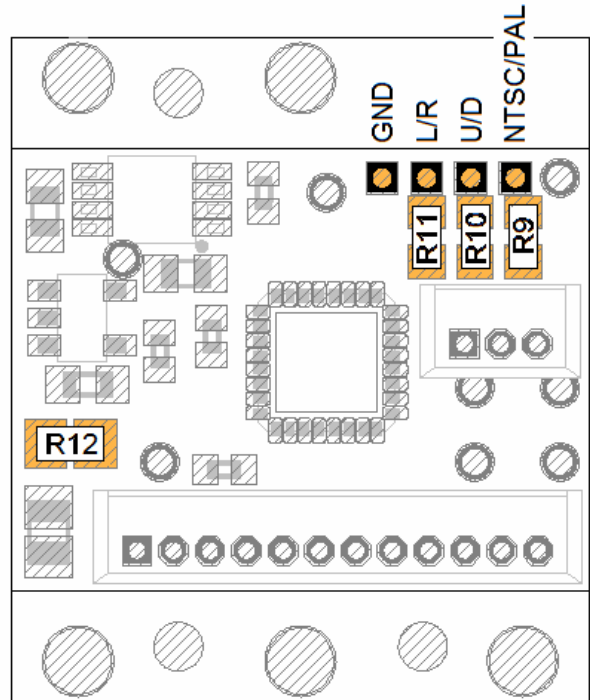 GND
L/R
U/D
NTSC/PAL
R11
R10
R9
R12